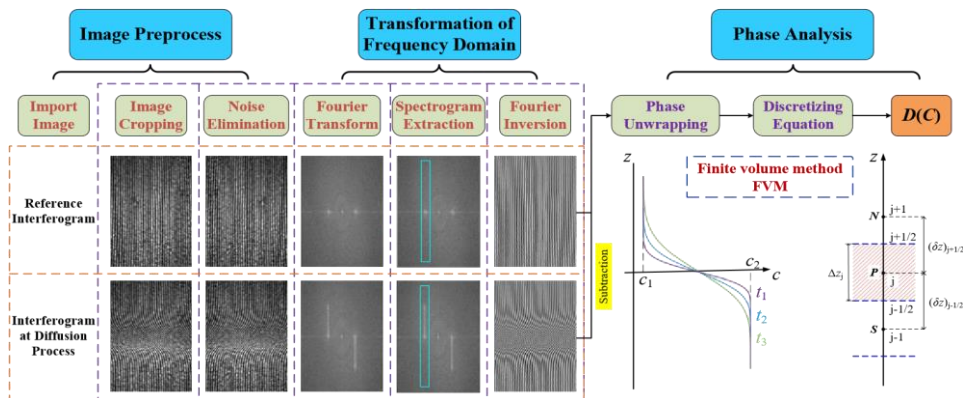 Image Preprocess
Transformation of
Frequency Domain
Phase Analysis
Import
Image
Image
Cropping
Noise
Elimination
Fourier
Transform
Spectrogram
Extraction
Fourier
Inversion
Phase
Unwrapping
Discretizing
Equation
D(C)
Reference
Interferogram
Interferogram
at Diffusion
Process
Subtraction
Z
Finite volume method
FVM
c₁
c₂
c
t₁
t₂
t₃
Z
N
j+1
j+1/2
(δz)j+1/2
Δzj
P
j
j-1/2
(δz)j-1/2
S
j-1